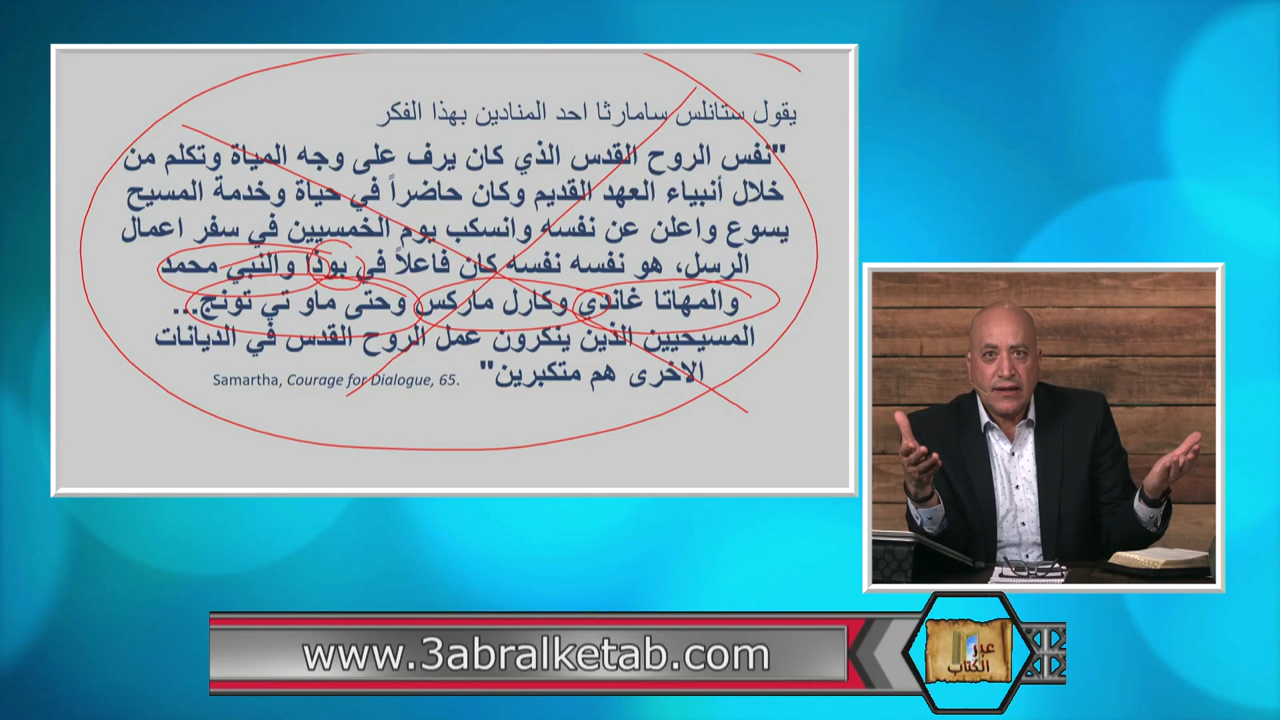 يقول ستانلس سامارثا احد المنادين بهذا الفكر
"نفس الروح القدس الذي كان يرف على وجه المياة وتكلم من
خلال أنبياء العهد القديم وكان حاضراً في حياة وخدمة المسيح
يسوع واعلن عن نفسه وانسكب يوم الخمسيين في سفر اعمال
الرسل، هو نفسه نفسه كان فاعلاً في بوذا والنبي محمد
والمهاتا غاندي وكارل ماركس وحتى ماو تي تونج...
المسيحيين الذين ينكرون عمل الروح القدس في الديانات
الاخرى هم متكبرين"
Samartha, Courage for Dialogue, 65.
www.3abralketab.com
عبر
الكتاب